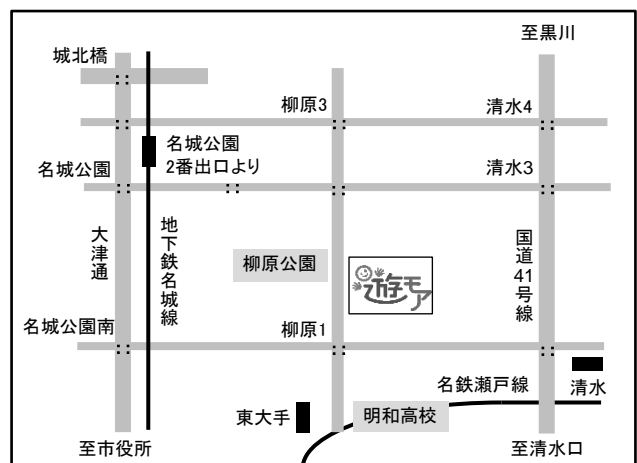 至黒川
城北橋
柳原3
清水4
名城公園
2番出口より
名城公園
清水3
大津通
地下鉄名城線
柳原公園
遊モア
国道41号線
名城公園南
柳原1
名鉄瀬戸線
清水
東大手
明和高校
至市役所
至清水口